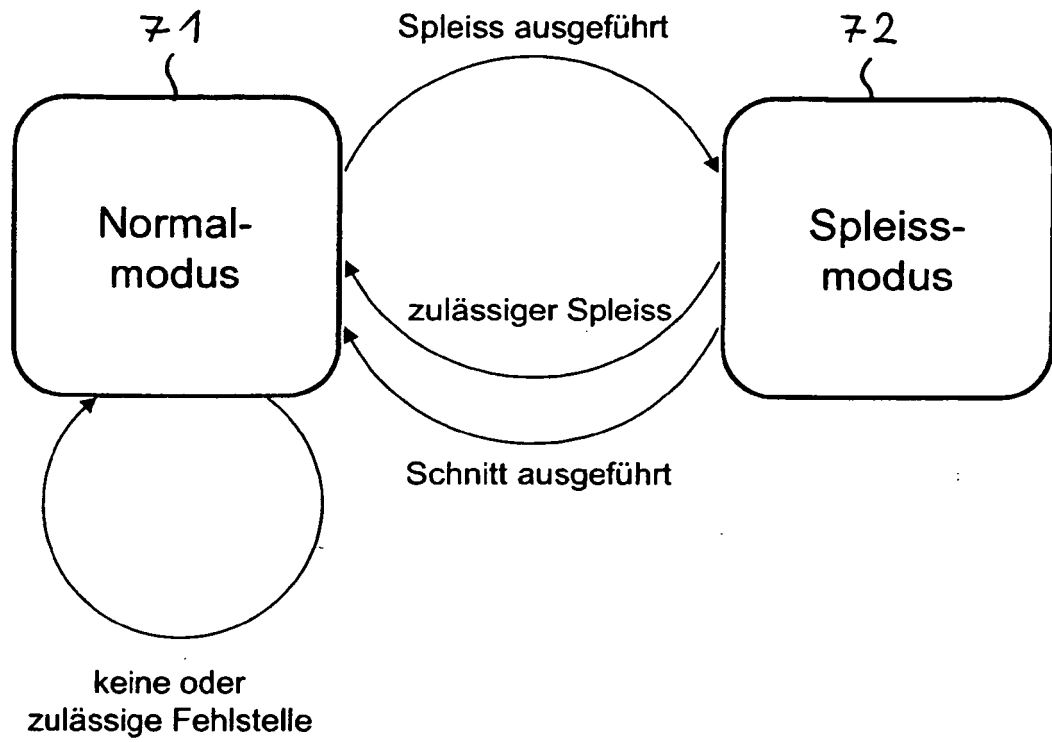 71
Spleiss ausgeführt
72
Normal-
modus
Spleiss-
modus
zulässiger Spleiss
Schnitt ausgeführt
keine oder
zulässige Fehlstelle